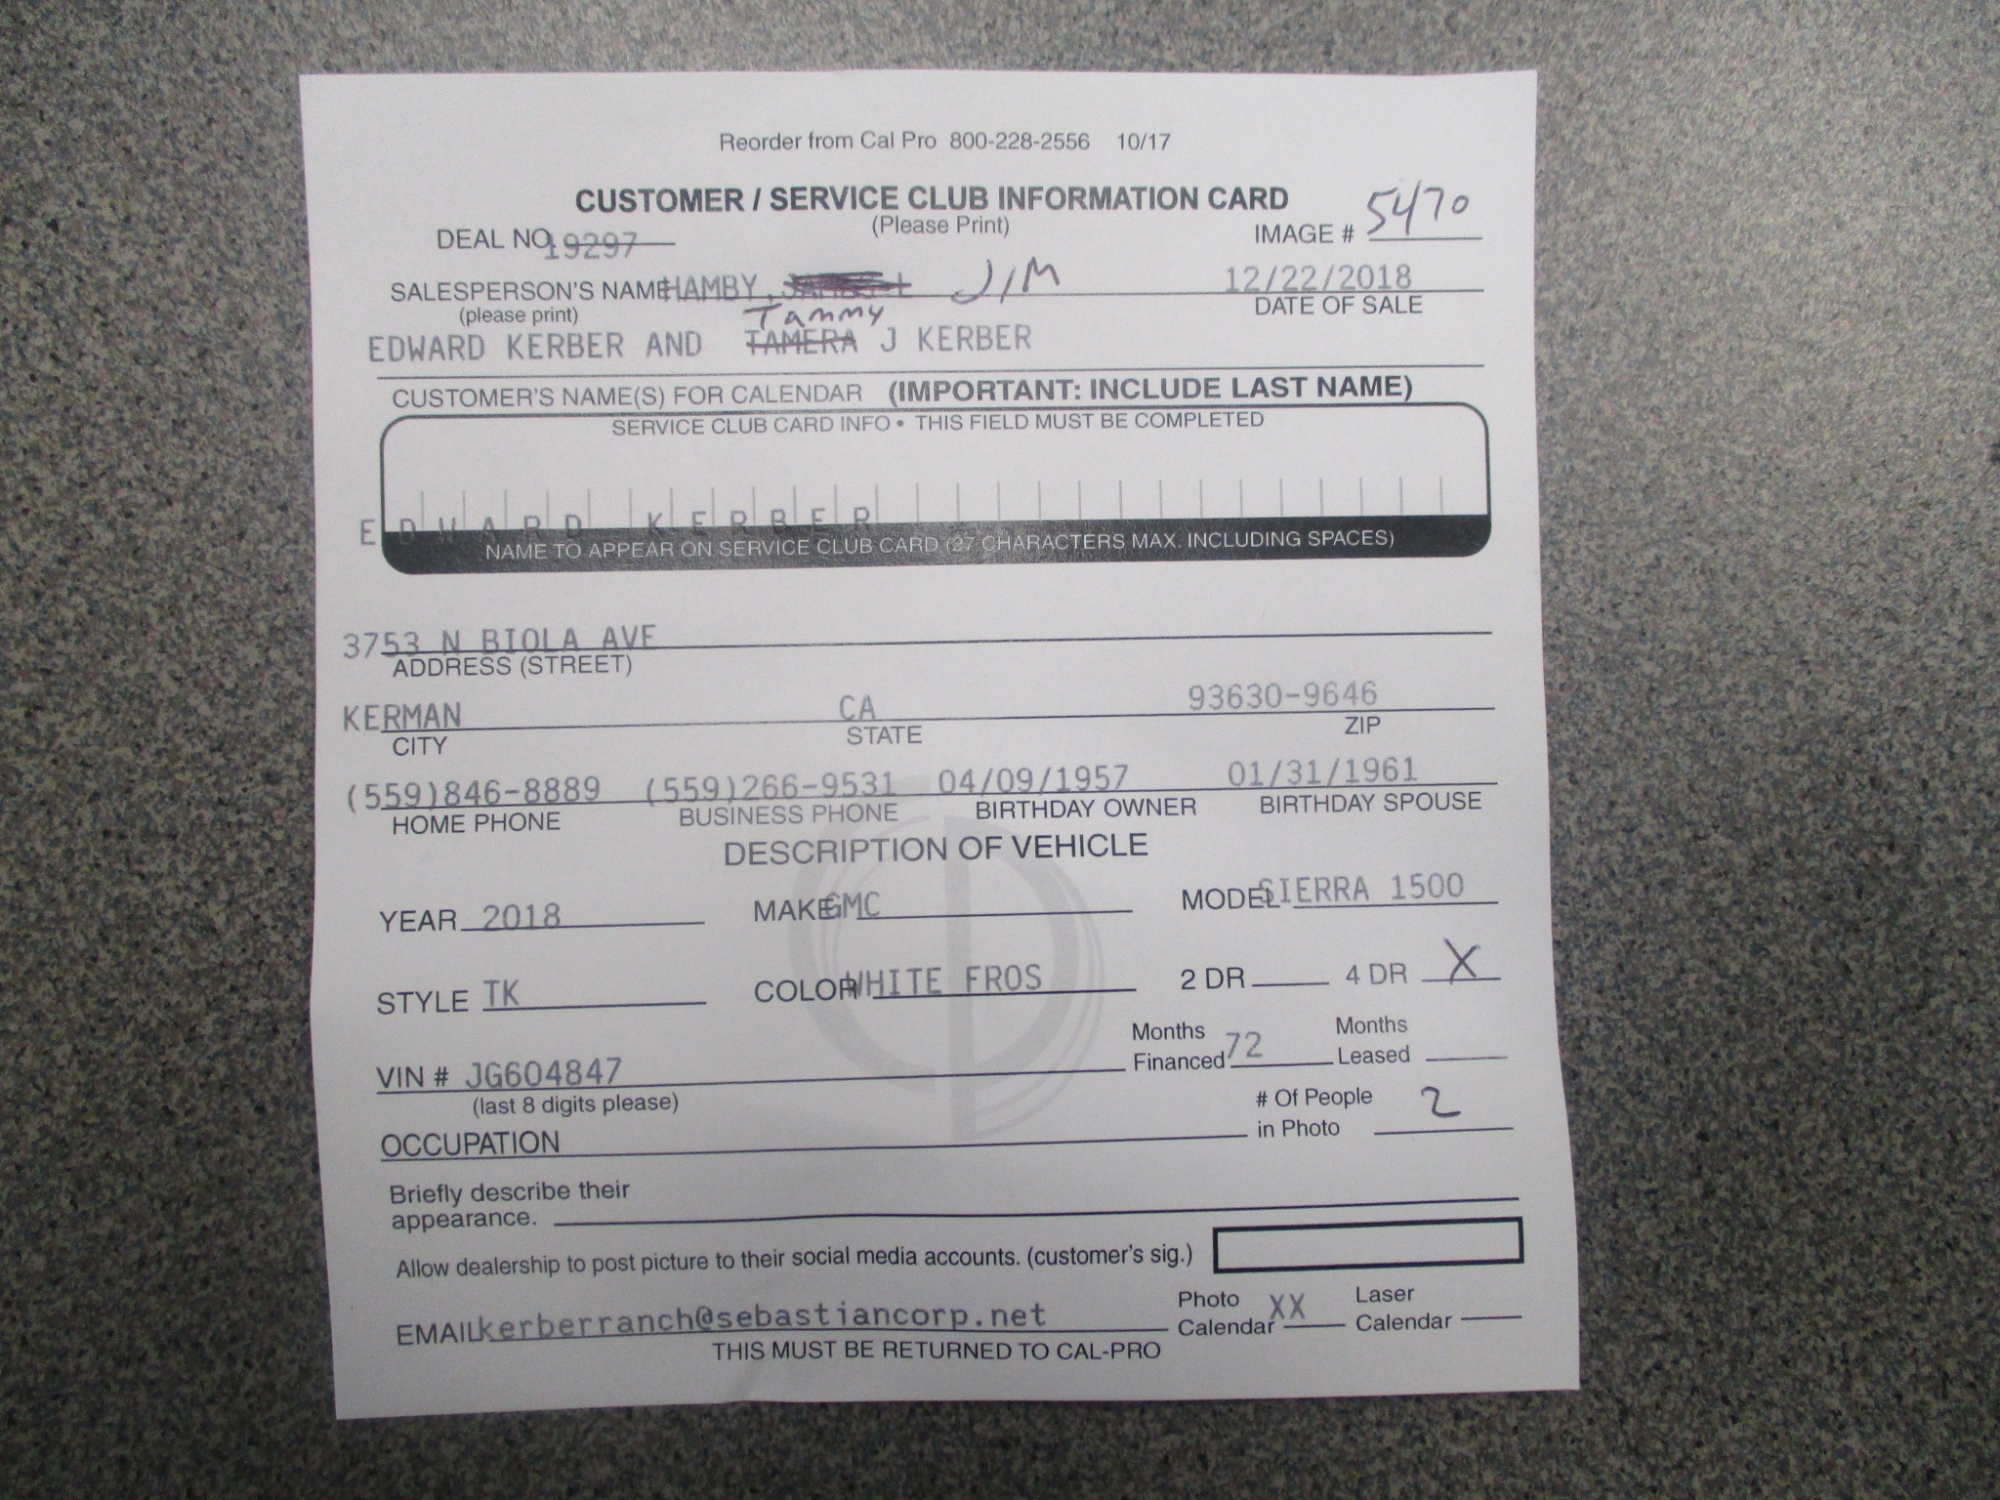 Reorder from Cal Pro 800-228-2556 10/17
CUSTOMER / SERVICE CLUB INFORMATION CARD
(Please Print)
DEAL NO. 19297
IMAGE # 5470
SALESPERSON'S NAME HAMBY, JIM
12/22/2018
(please print)
DATE OF SALE
Tammy
EDWARD KERBER AND TAMERA J KERBER
CUSTOMER'S NAME(S) FOR CALENDAR (IMPORTANT: INCLUDE LAST NAME)
SERVICE CLUB CARD INFO • THIS FIELD MUST BE COMPLETED
EDWARD KERBER
NAME TO APPEAR ON SERVICE CLUB CARD (27 CHARACTERS MAX. INCLUDING SPACES)
3753 N BIOLA AVE
ADDRESS (STREET)
KERMAN CA 93630-9646
CITY STATE ZIP
(559)846-8889 (559)266-9531 04/09/1957 01/31/1961
HOME PHONE BUSINESS PHONE BIRTHDAY OWNER BIRTHDAY SPOUSE
DESCRIPTION OF VEHICLE
YEAR 2018 MAKE GMC MODEL SIERRA 1500
STYLE TK COLOR WHITE FROS 2 DR 4 DR X
Months Financed 72 Months Leased
VIN # JG604847
(last 8 digits please)
# Of People in Photo 2
OCCUPATION
Briefly describe their
appearance.
Allow dealership to post picture to their social media accounts. (customer's sig.)
EMAIL kerberranch@sebastiancorp.net Photo Calendar XX Laser Calendar
THIS MUST BE RETURNED TO CAL-PRO